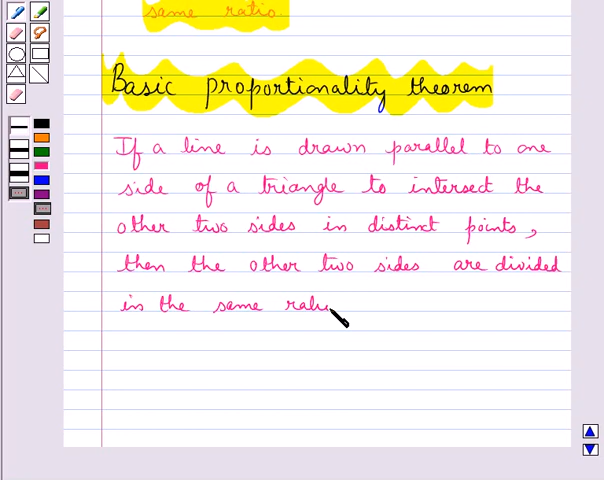 same ratio.
Basic proportionality theorem
If a line is drawn parallel to one
side of a triangle to intersect the
other two sides in distinct points,
then the other two sides are divided
in the same